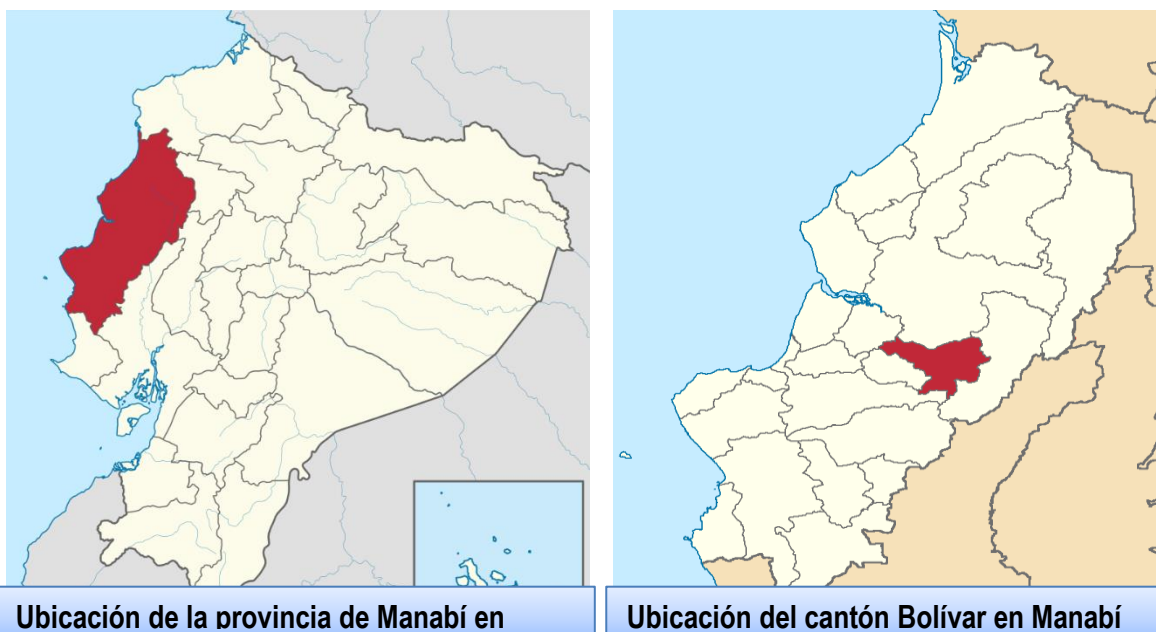 Ubicación de la provincia de Manabí en
Ubicación del cantón Bolívar en Manabí